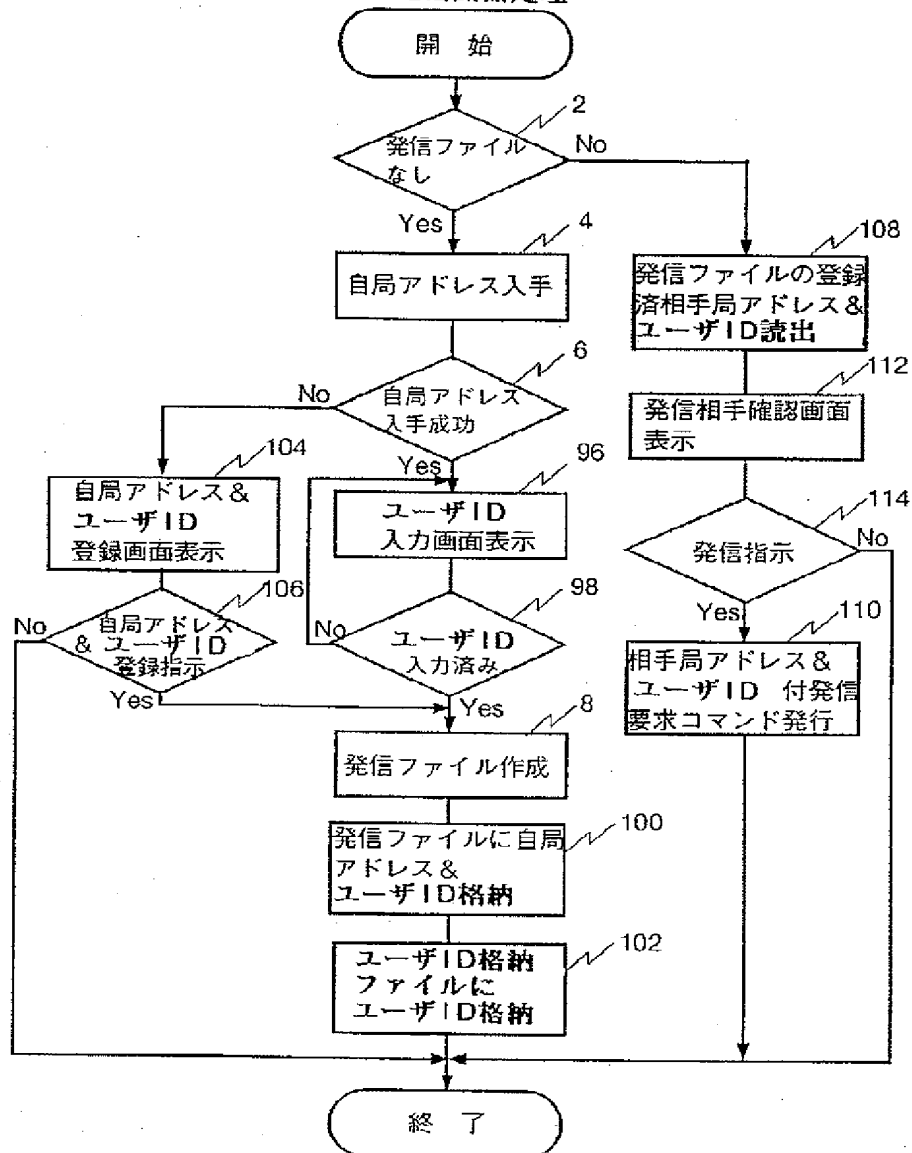 開 始
2
発信ファイル
なし
No
Yes
4
自局アドレス入手
108
発信ファイルの登録
済相手局アドレス&
ユーザID読出
6
自局アドレス
入手成功
No
Yes
112
発信相手確認画面
表示
104
自局アドレス&
ユーザID
登録画面表示
96
ユーザID
入力画面表示
114
発信指示
No
Yes
106
自局アドレス
& ユーザID
登録指示
No
Yes
98
ユーザID
入力済み
No
Yes
110
相手局アドレス&
ユーザID 付発信
要求コマンド発行
8
発信ファイル作成
100
発信ファイルに自局
アドレス&
ユーザID格納
102
ユーザID格納
ファイルに
ユーザID格納
終 了